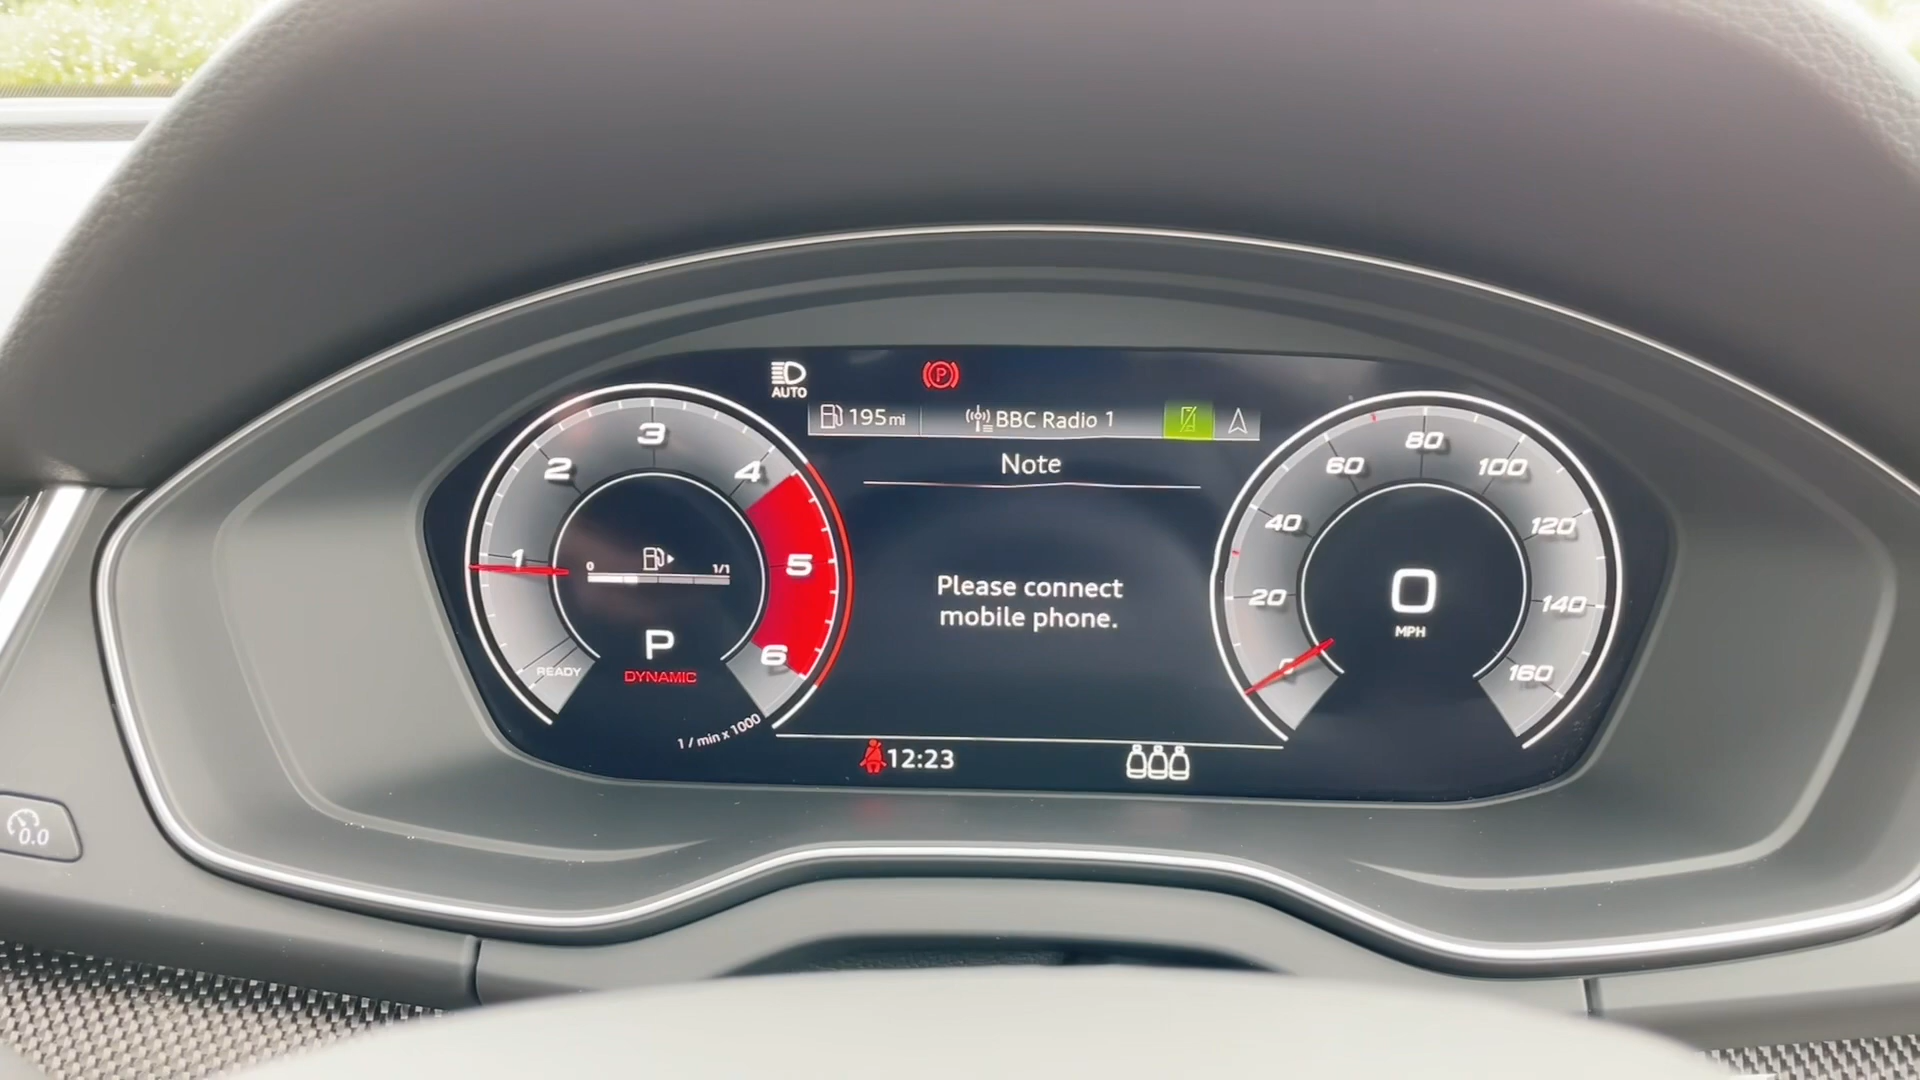 AUTO
P
195 mi
BBC Radio 1
Note
Please connect
mobile phone.
12:23
1
2
3
4
5
6
READY
0
1/1
P
DYNAMIC
1 / min x 1000
0
20
40
60
80
100
120
140
160
0
MPH
0.0